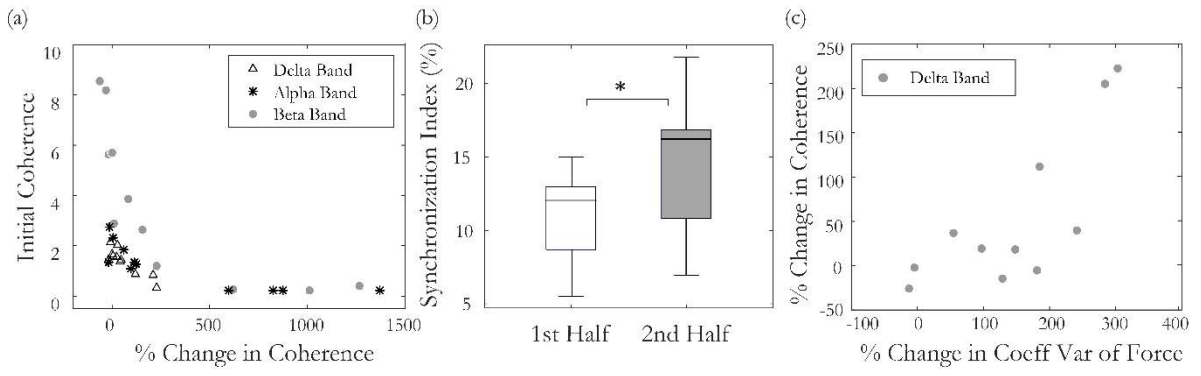 (a)
Initial Coherence
10
8
6
4
2
0
Delta Band
Alpha Band
Beta Band
0 500 1000 1500
% Change in Coherence
(b)
Synchronization Index (%)
20
15
10
5
*
1st Half 2nd Half
(c)
% Change in Coherence
250
200
150
100
50
0
-50
Delta Band
-100 0 100 200 300 400
% Change in Coeff Var of Force